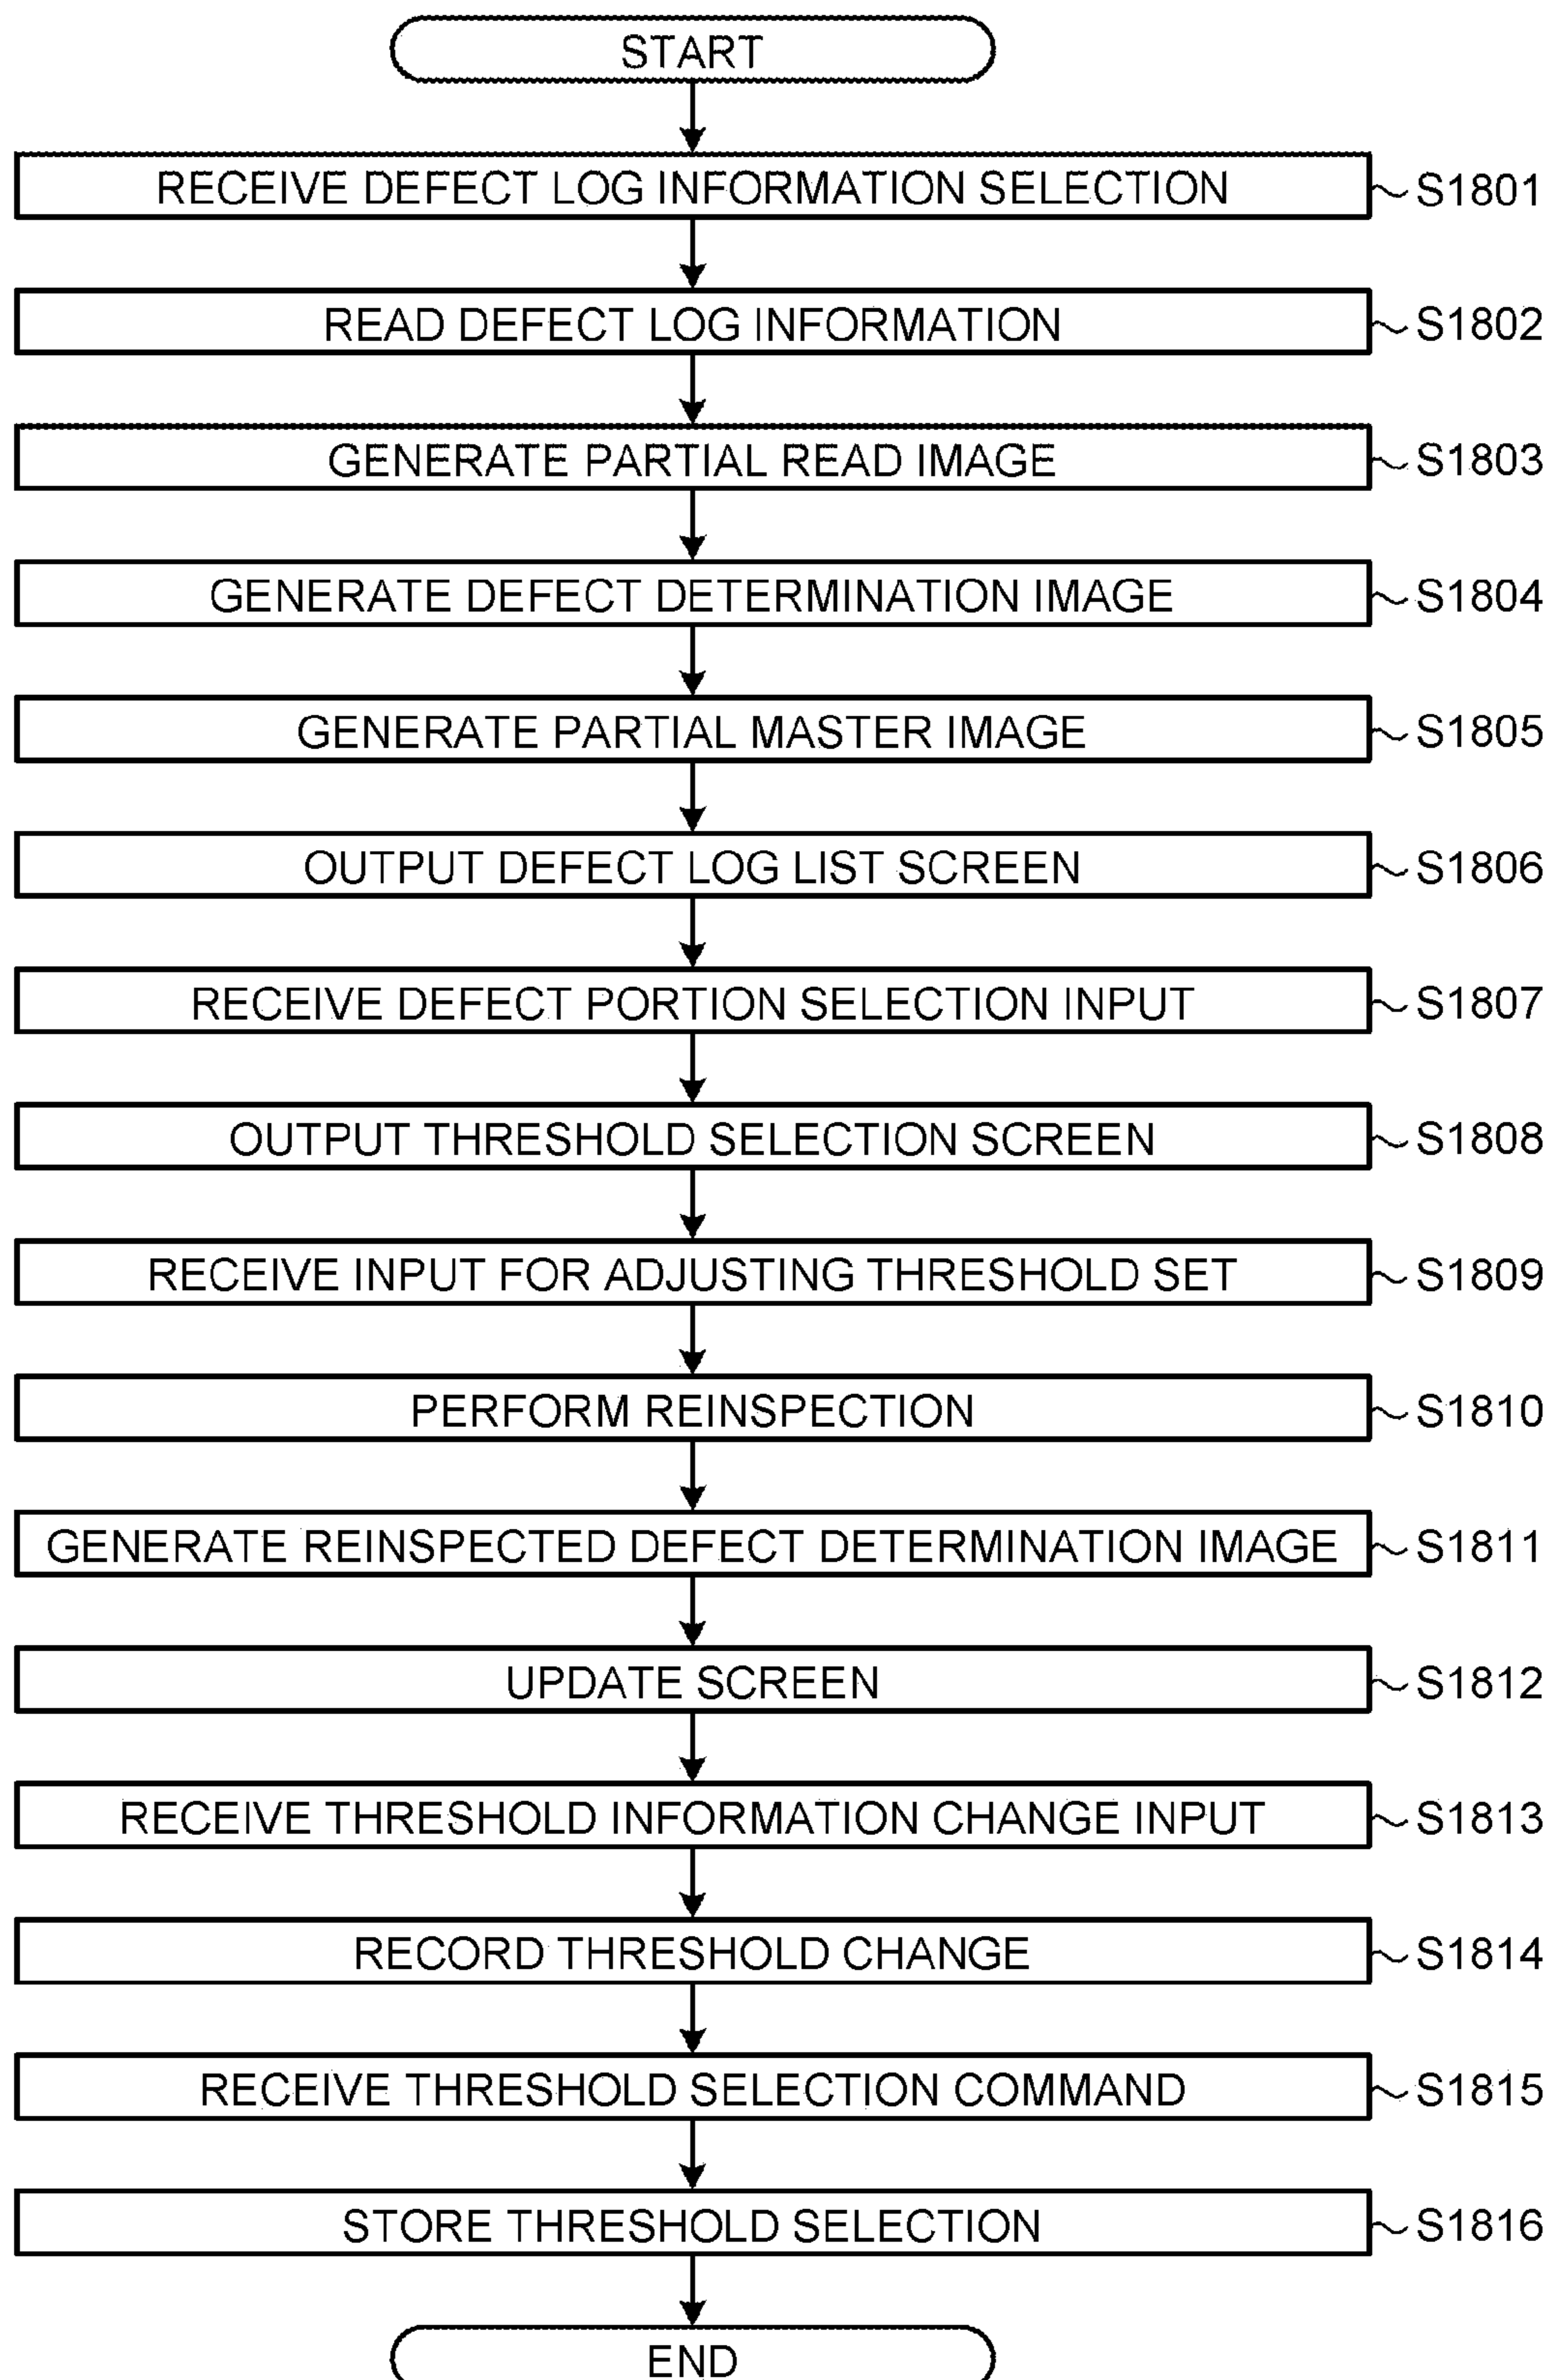 START
RECEIVE DEFECT LOG INFORMATION SELECTION S1801
READ DEFECT LOG INFORMATION S1802
GENERATE PARTIAL READ IMAGE S1803
GENERATE DEFECT DETERMINATION IMAGE S1804
GENERATE PARTIAL MASTER IMAGE S1805
OUTPUT DEFECT LOG LIST SCREEN S1806
RECEIVE DEFECT PORTION SELECTION INPUT S1807
OUTPUT THRESHOLD SELECTION SCREEN S1808
RECEIVE INPUT FOR ADJUSTING THRESHOLD SET S1809
PERFORM REINSPECTION S1810
GENERATE REINSPECTED DEFECT DETERMINATION IMAGE S1811
UPDATE SCREEN S1812
RECEIVE THRESHOLD INFORMATION CHANGE INPUT S1813
RECORD THRESHOLD CHANGE S1814
RECEIVE THRESHOLD SELECTION COMMAND S1815
STORE THRESHOLD SELECTION S1816
END